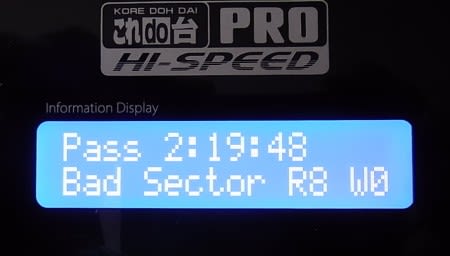 KORE DOH DAI
これdo台 PRO
HI-SPEED
Information Display
Pass 2:19:48
Bad Sector R8 W0